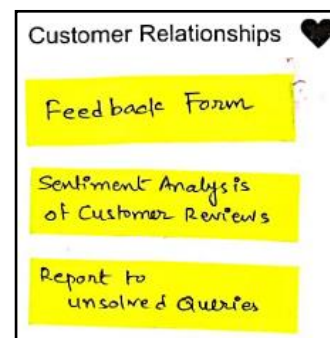 Customer Relationships
Feedback Form
Sentiment Analysis
of Customer Reviews
Report to
unsolved Queries